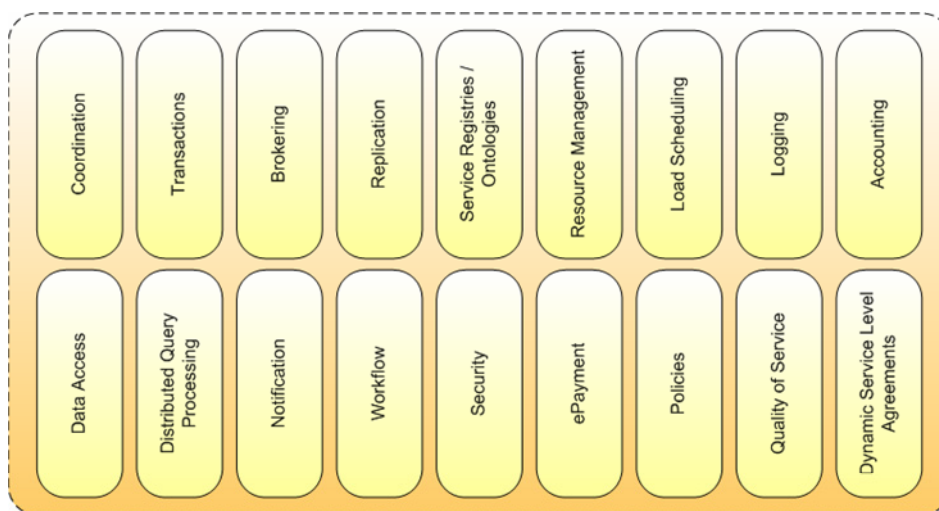 Coordination
Transactions
Brokering
Replication
Service Registries /
Ontologies
Resource Management
Load Scheduling
Logging
Accounting
Data Access
Distributed Query
Processing
Notification
Workflow
Security
ePayment
Policies
Quality of Service
Dynamic Service Level
Agreements